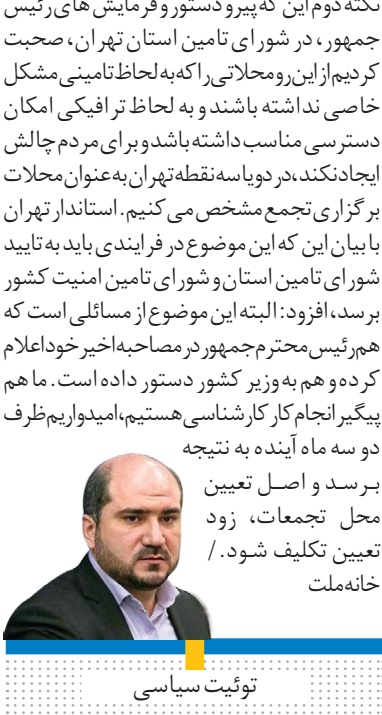 نکته دوم این که پیرو دستور و فرمایش های رئیس
جمهور، در شورای تامین استان تهران، صحبت
کردیم از این رو محلاتی را که به لحاظ تامینی مشکل
خاصی نداشته باشند و به لحاظ ترافیکی امکان
دسترسی مناسب داشته باشد و برای مردم چالش
ایجاد نکند، در دو یا سه نقطه تهران به عنوان محلات
برگزاری تجمع مشخص می کنیم. استاندار تهران
با بیان این که این موضوع در فرایندی باید به تایید
شورای تامین استان و شورای تامین امنیت کشور
برسد، افزود: البته این موضوع از مسائلی است که
هم رئیس محترم جمهور در مصاحبه اخیر خود اعلام
کرده و هم به وزیر کشور دستور داده است. ما هم
پیگیر انجام کار کارشناسی هستیم، امیدواریم ظرف
دو سه ماه آینده به نتیجه
برسد و اصل تعیین
محل تجمعات، زود
تعیین تکلیف شود. /
خانه ملت
توئیت سیاسی